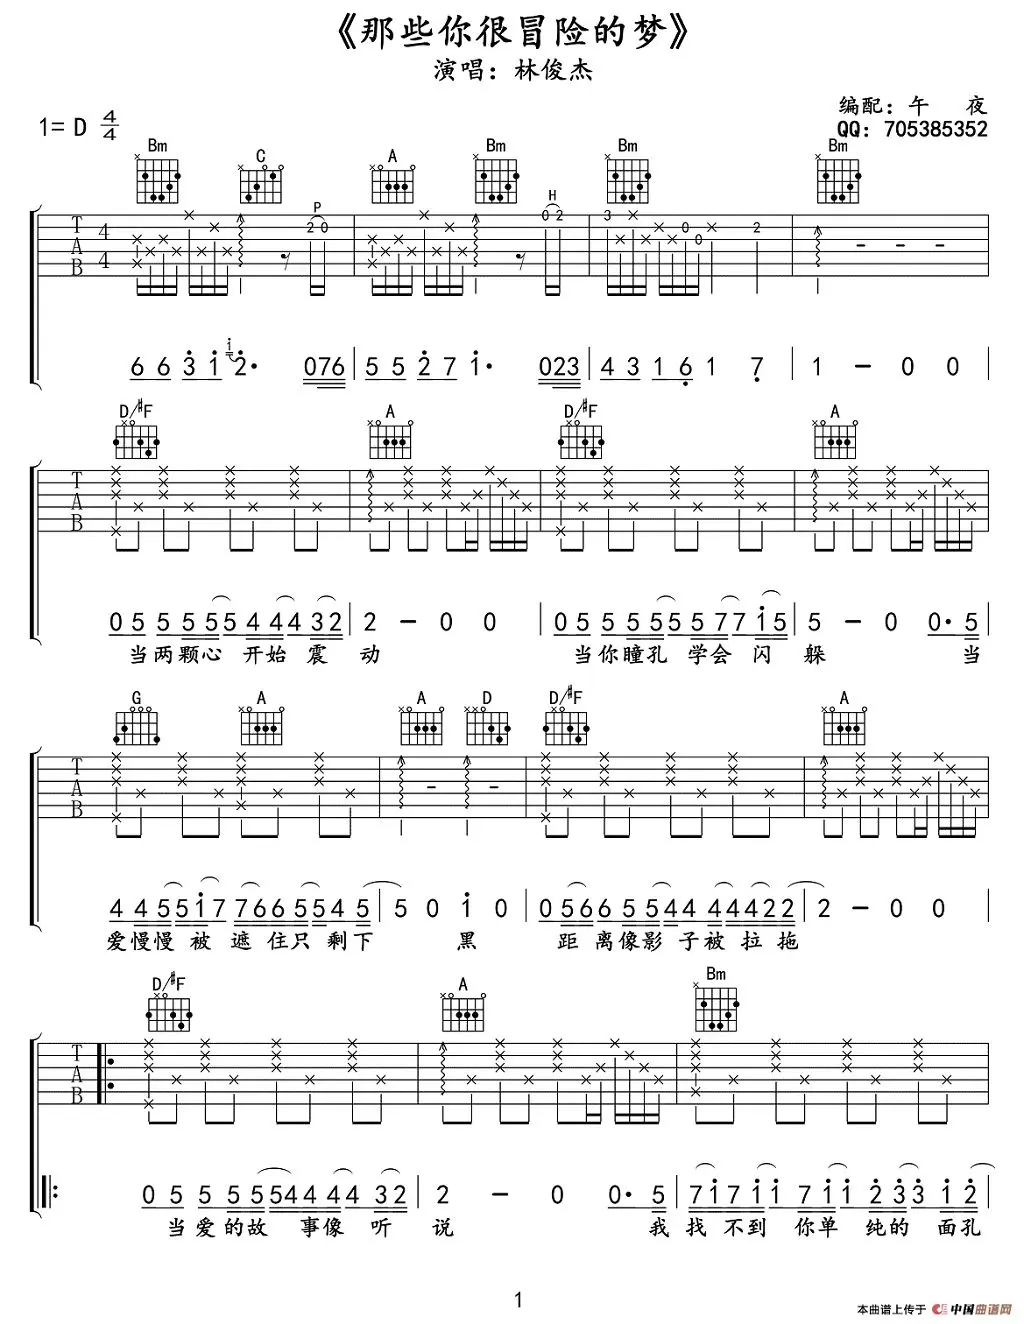 《那些你很冒险的梦》
演唱：林俊杰
编配：午 夜
1= D 4/4
QQ：705385352
Bm C A Bm Bm Bm
P H
T A B 4/4 2 0 0 2 3 0 0 2
6 6 3 1 1 2· 076 5 5 2 7 1· 023 4 3 1 6 1 7 1 – 0 0
D/#F A D/#F A
T A B
0 5 5 5 5 5 4 4 4 3 2 2 – 0 0 0 5 5 5 5 5 5 7 7 1 5 5 – 0 0· 5
当两颗心 开始 震 动 当你瞳孔 学会 闪 躲 当
G A A D D/#F A
T A B
4 4 5 5 1 7 7 6 6 5 5 4 5 5 0 1 0 0 5 6 6 5 5 4 4 4 4 4 2 2 2 – 0 0
爱慢慢 被 遮 住只 剩下 黑 距 离像影 子被 拉 拖
D/#F A Bm
T A B
0 5 5 5 5 5 4 4 4 4 3 2 2 – 0 0· 5 7 1 7 1 1 7 1 1 2 3 3 1 2
当 爱的故 事像 听 说 我 找 不到 你单 纯的 面孔
1
本曲谱上传于 中国曲谱网